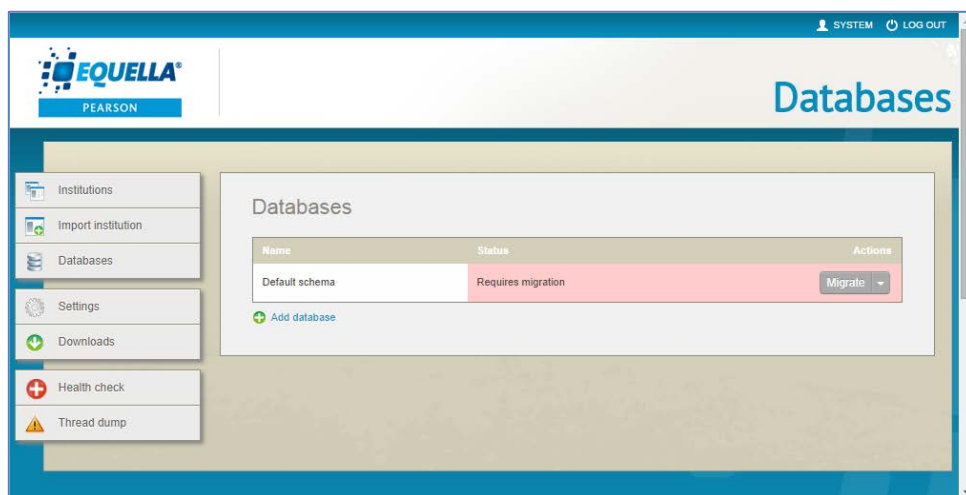 SYSTEM LOG OUT
EQUELLA®
PEARSON
Databases
Institutions
Import institution
Databases
Settings
Downloads
Health check
Thread dump
Databases
Name Status Actions
Default schema Requires migration Migrate
Add database